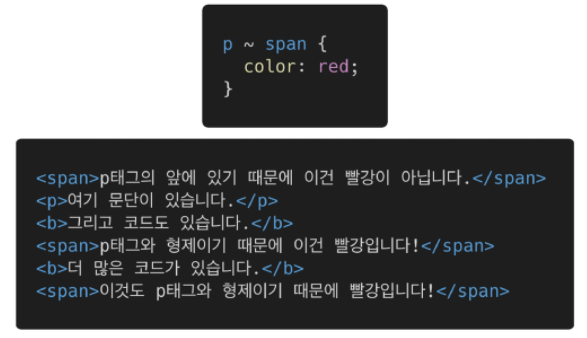 p ~ span {
  color: red;
}
<span>p태그의 앞에 있기 때문에 이건 빨강이 아닙니다.</span>
<p>여기 문단이 있습니다.</p>
<b>그리고 코드도 있습니다.</b>
<span>p태그와 형제이기 때문에 이건 빨강입니다!</span>
<b>더 많은 코드가 있습니다.</b>
<span>이것도 p태그와 형제이기 때문에 빨강입니다!</span>